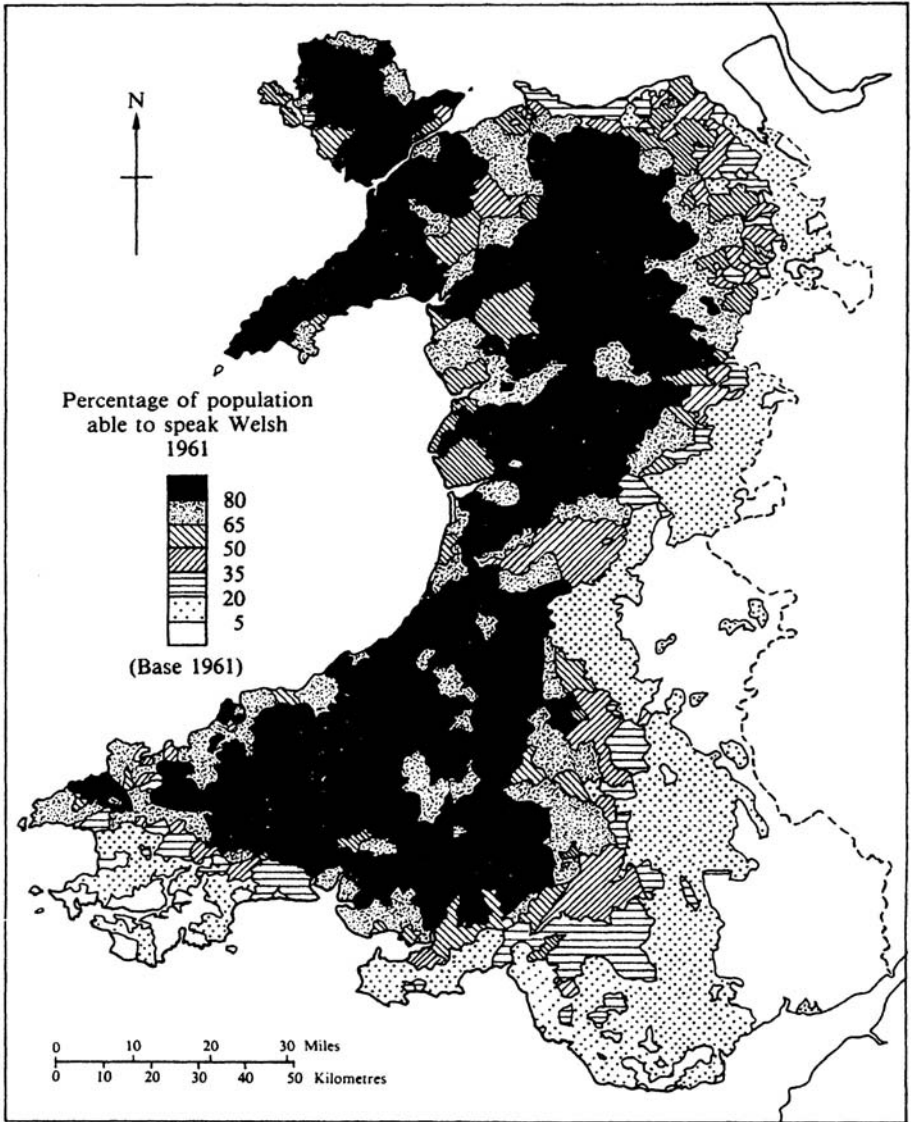 N
Percentage of population
able to speak Welsh
1961
80
65
50
35
20
5
(Base 1961)
0 10 20 30 Miles
0 10 20 30 40 50 Kilometres